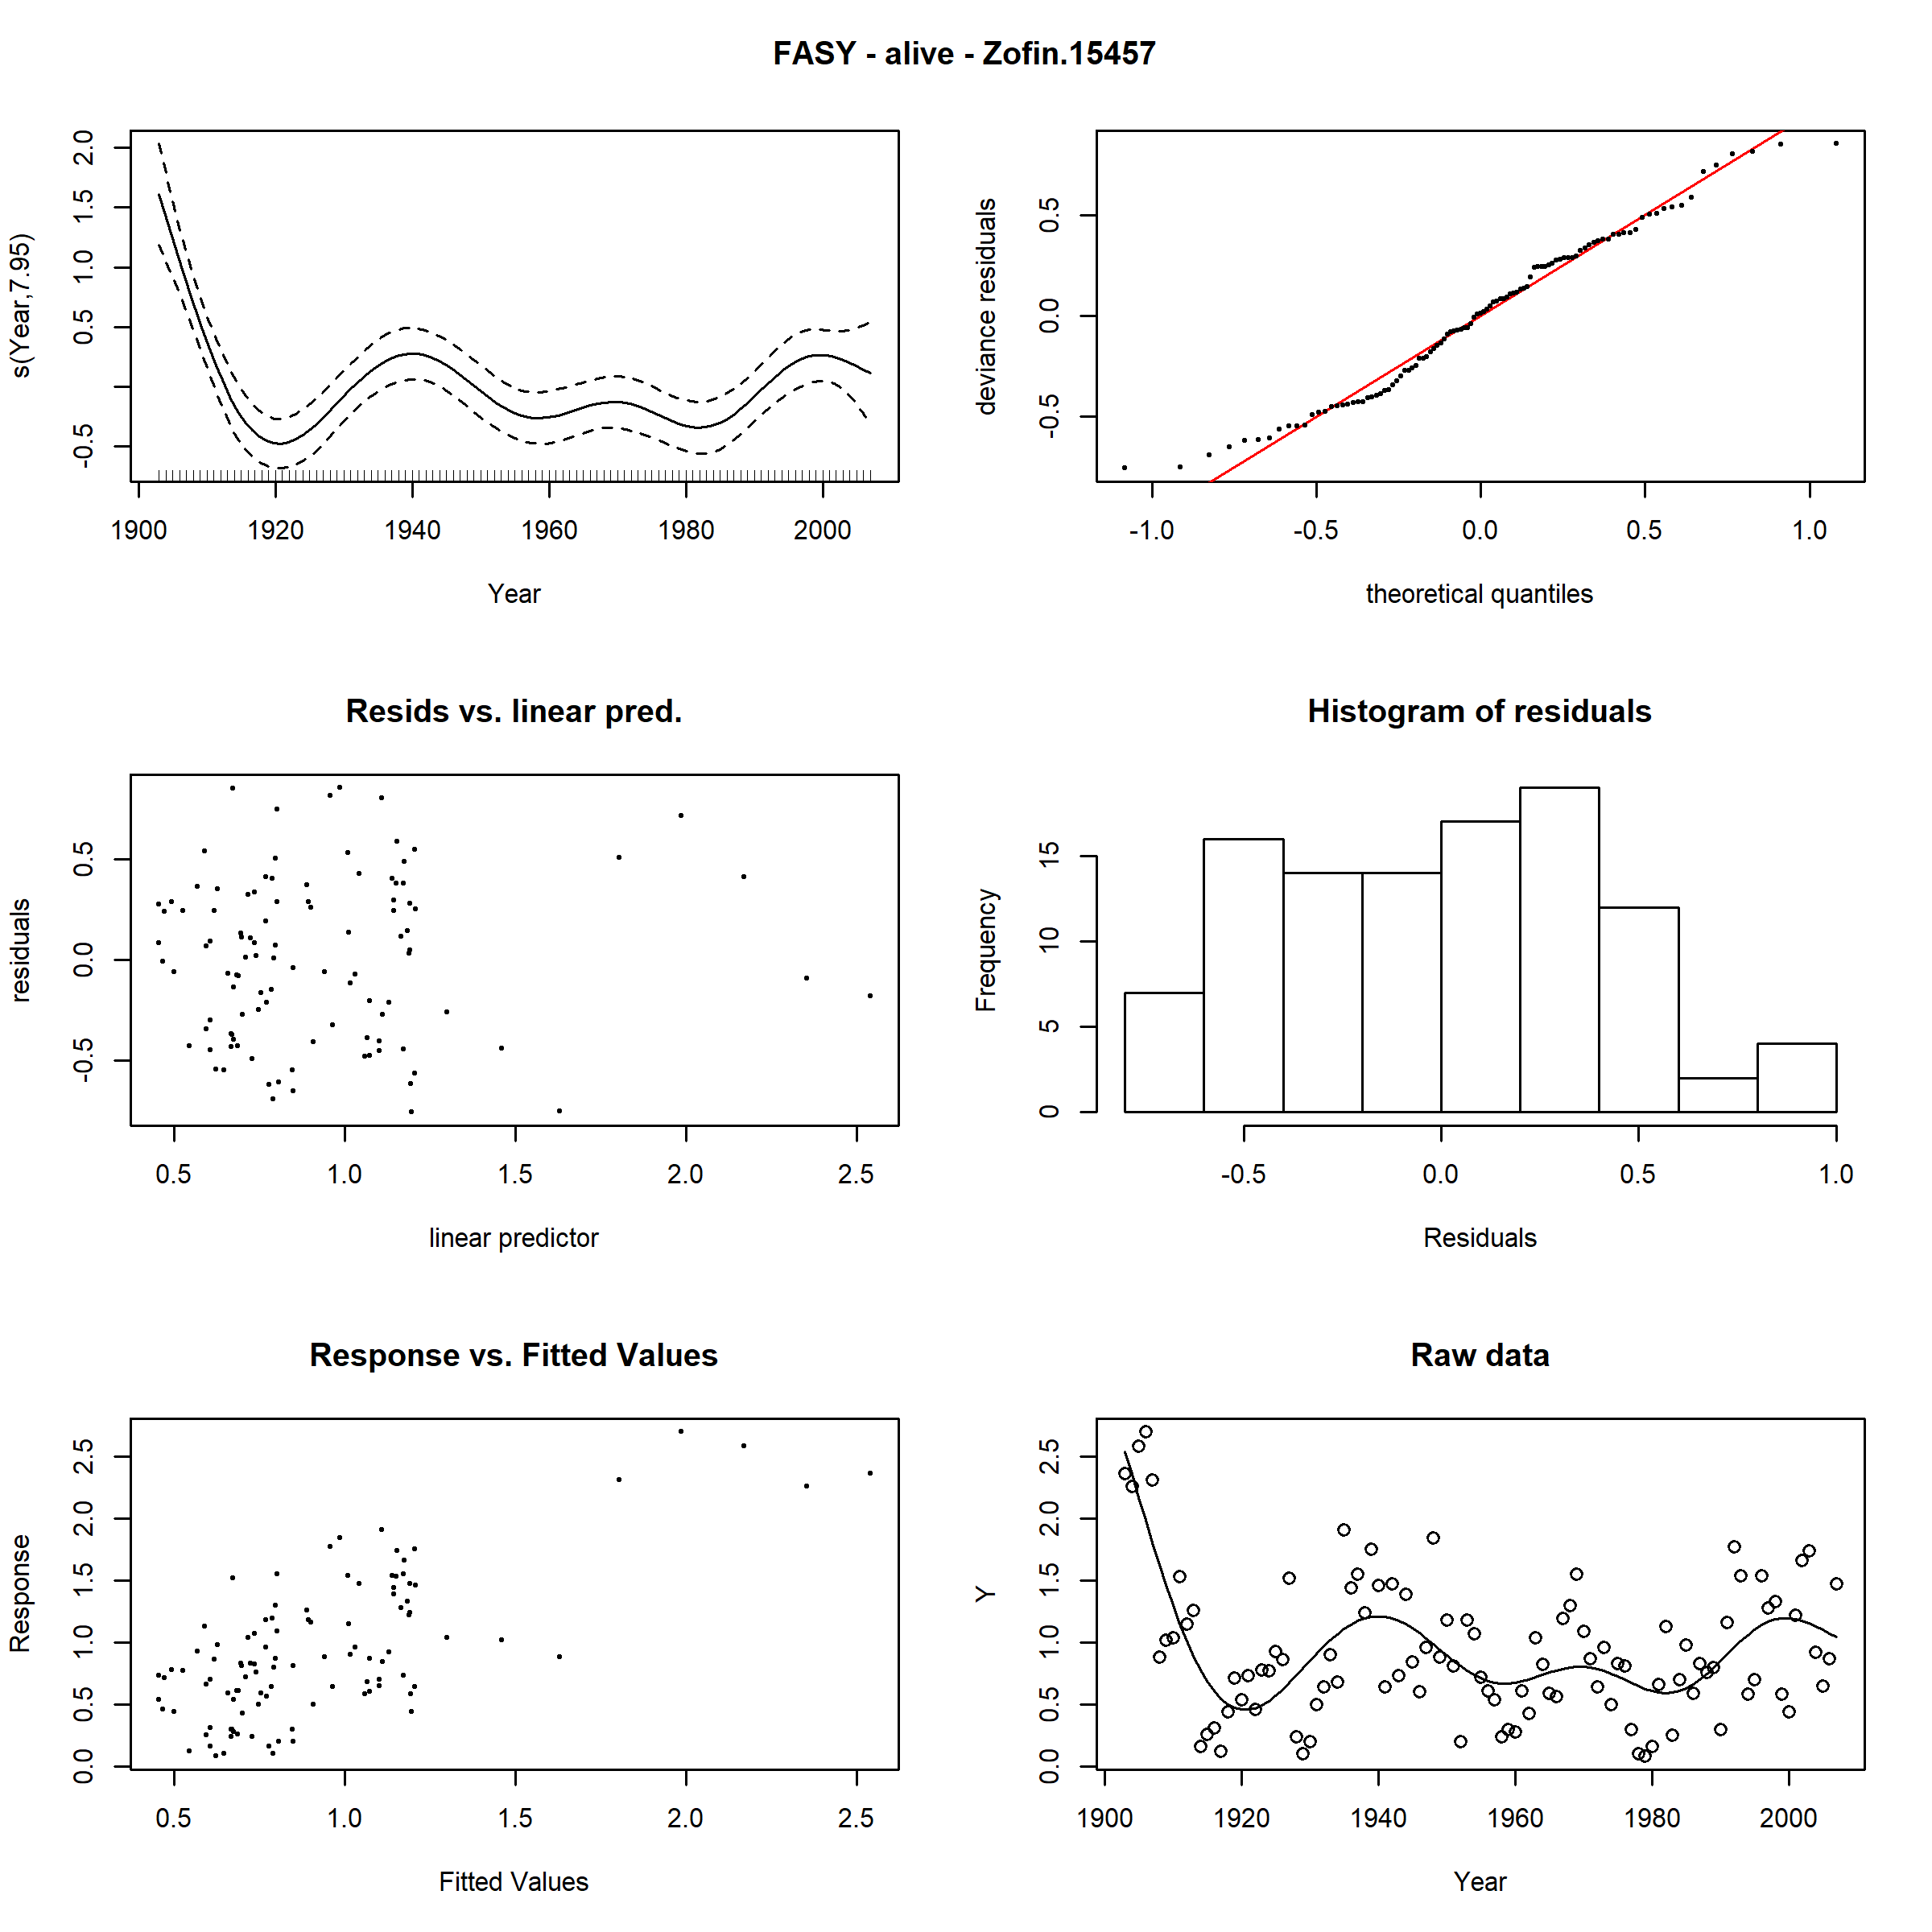 FASY - alive - Zofin.15457
s(Year,7.95)
2.0
1.5
1.0
0.5
-0.5
1900 1920 1940 1960 1980 2000
Year
deviance residuals
0.5
0.0
-0.5
-1.0 -0.5 0.0 0.5 1.0
theoretical quantiles
Resids vs. linear pred.
residuals
0.5
0.0
-0.5
0.5 1.0 1.5 2.0 2.5
linear predictor
Histogram of residuals
Frequency
15
10
5
0
-0.5 0.0 0.5 1.0
Residuals
Response vs. Fitted Values
Response
2.5
2.0
1.5
1.0
0.5
0.0
0.5 1.0 1.5 2.0 2.5
Fitted Values
Raw data
Y
2.5
2.0
1.5
1.0
0.5
0.0
1900 1920 1940 1960 1980 2000
Year